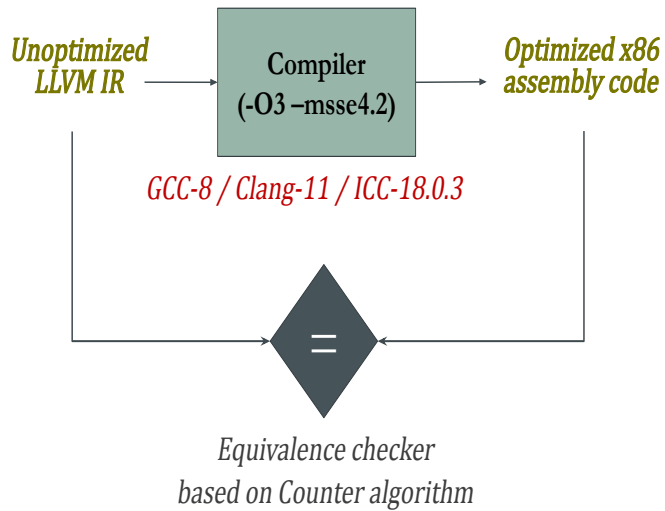 Unoptimized
LLVM IR
Compiler
(-O3 –msse4.2)
Optimized x86
assembly code
GCC-8 / Clang-11 / ICC-18.0.3
=
Equivalence checker
based on Counter algorithm